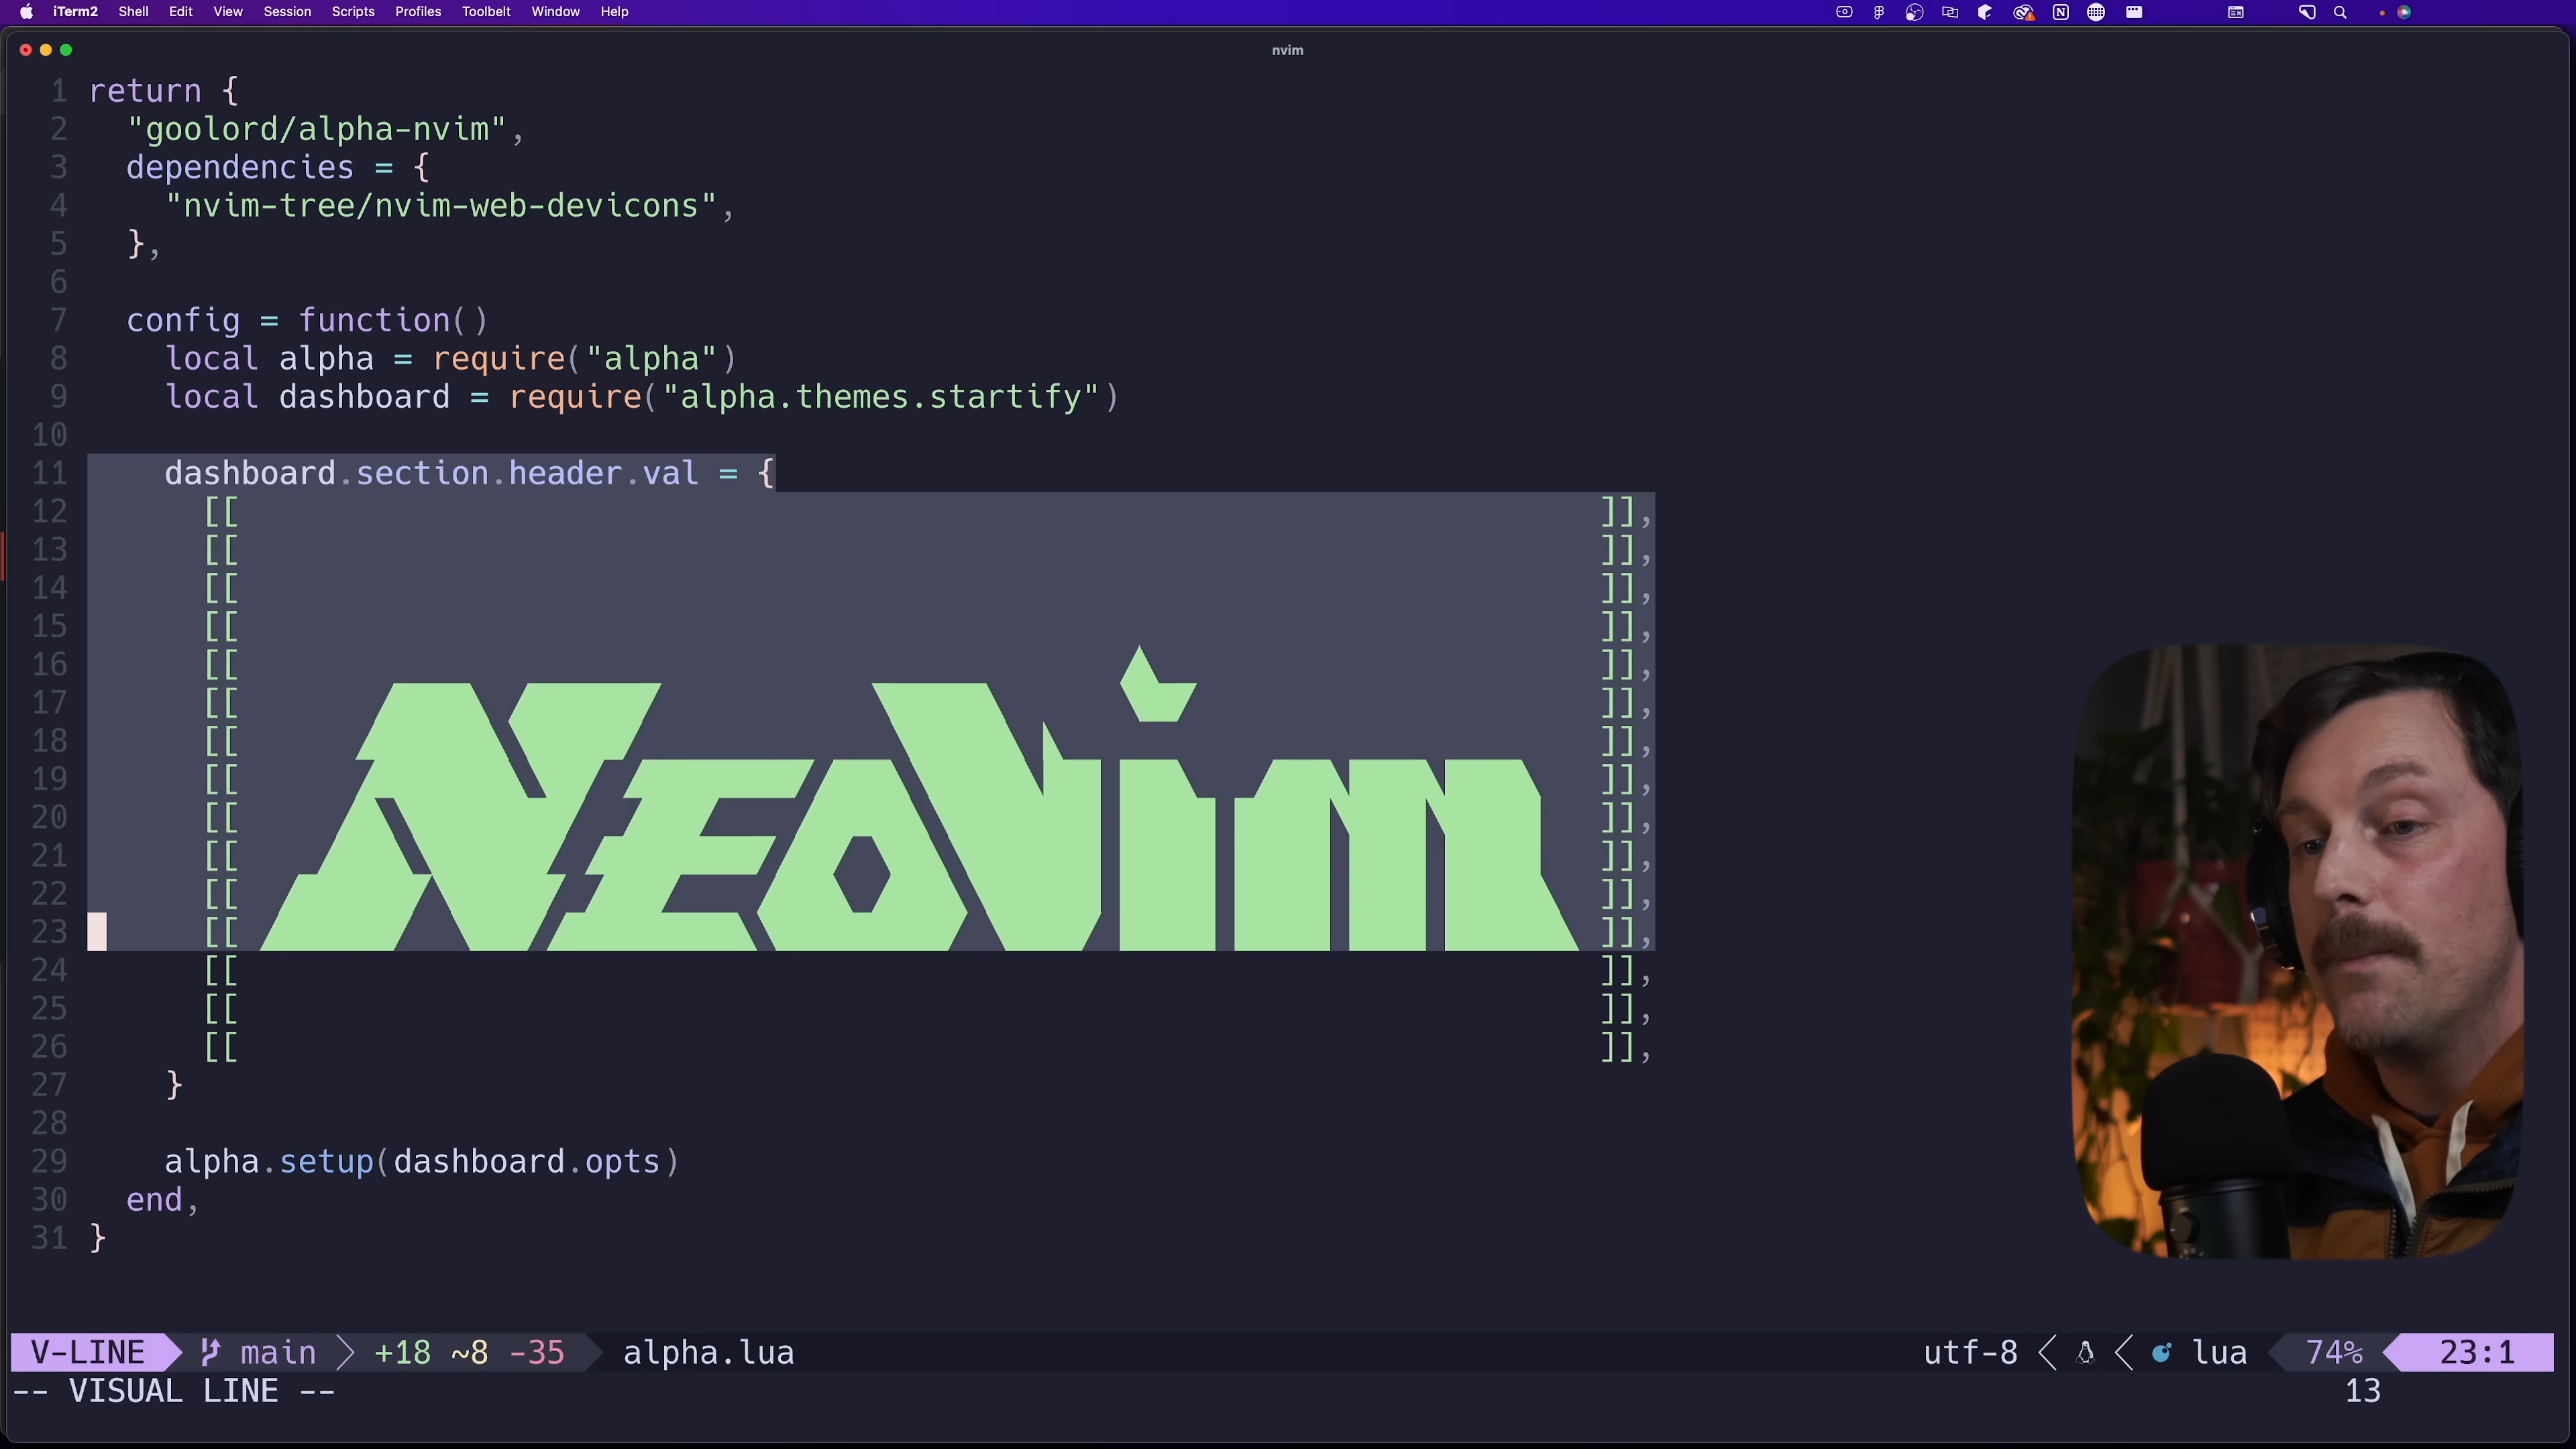 iTerm2 Shell Edit View Session Scripts Profiles Toolbelt Window Help
nvim
1 return {
2 "goolord/alpha-nvim",
3 dependencies = {
4 "nvim-tree/nvim-web-devicons",
5 },
6
7 config = function()
8 local alpha = require("alpha")
9 local dashboard = require("alpha.themes.startify")
10
11 dashboard.section.header.val = {
12 [[ ]],
13 [[ ]],
14 [[ ]],
15 [[ ]],
16 [[ ]],
17 [[ ]],
18 [[ ]],
19 [[ ]],
20 [[ NEOVim ]],
21 [[ ]],
22 [[ ]],
23 [[ ]],
24 [[ ]],
25 [[ ]],
26 [[ ]],
27 }
28
29 alpha.setup(dashboard.opts)
30 end,
31 }
V-LINE main +18 ~8 -35 alpha.lua utf-8 lua 74% 23:1
-- VISUAL LINE -- 13